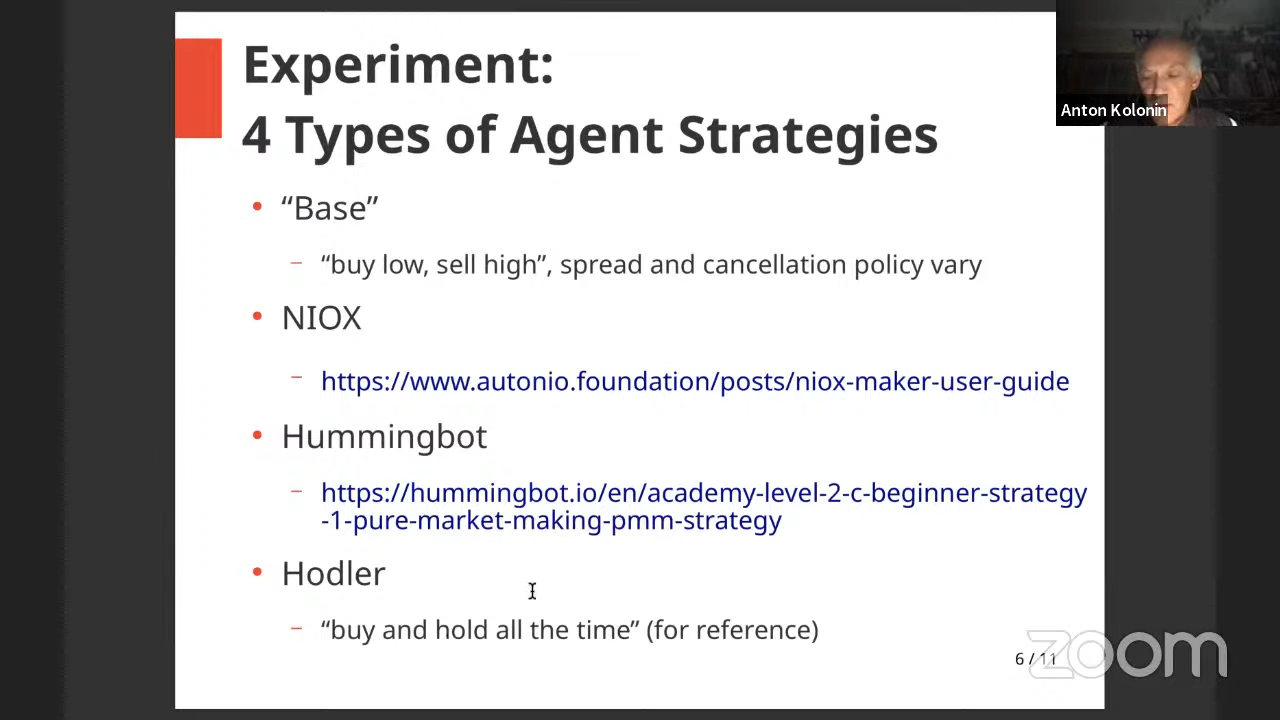 Experiment:
4 Types of Agent Strategies
Anton Kolonin
• “Base”
– “buy low, sell high”, spread and cancellation policy vary
• NIOX
– https://www.autonio.foundation/posts/niox-maker-user-guide
• Hummingbot
– https://hummingbot.io/en/academy-level-2-c-beginner-strategy
-1-pure-market-making-pmm-strategy
• Hodler
– “buy and hold all the time” (for reference)
6 / 11
zoom